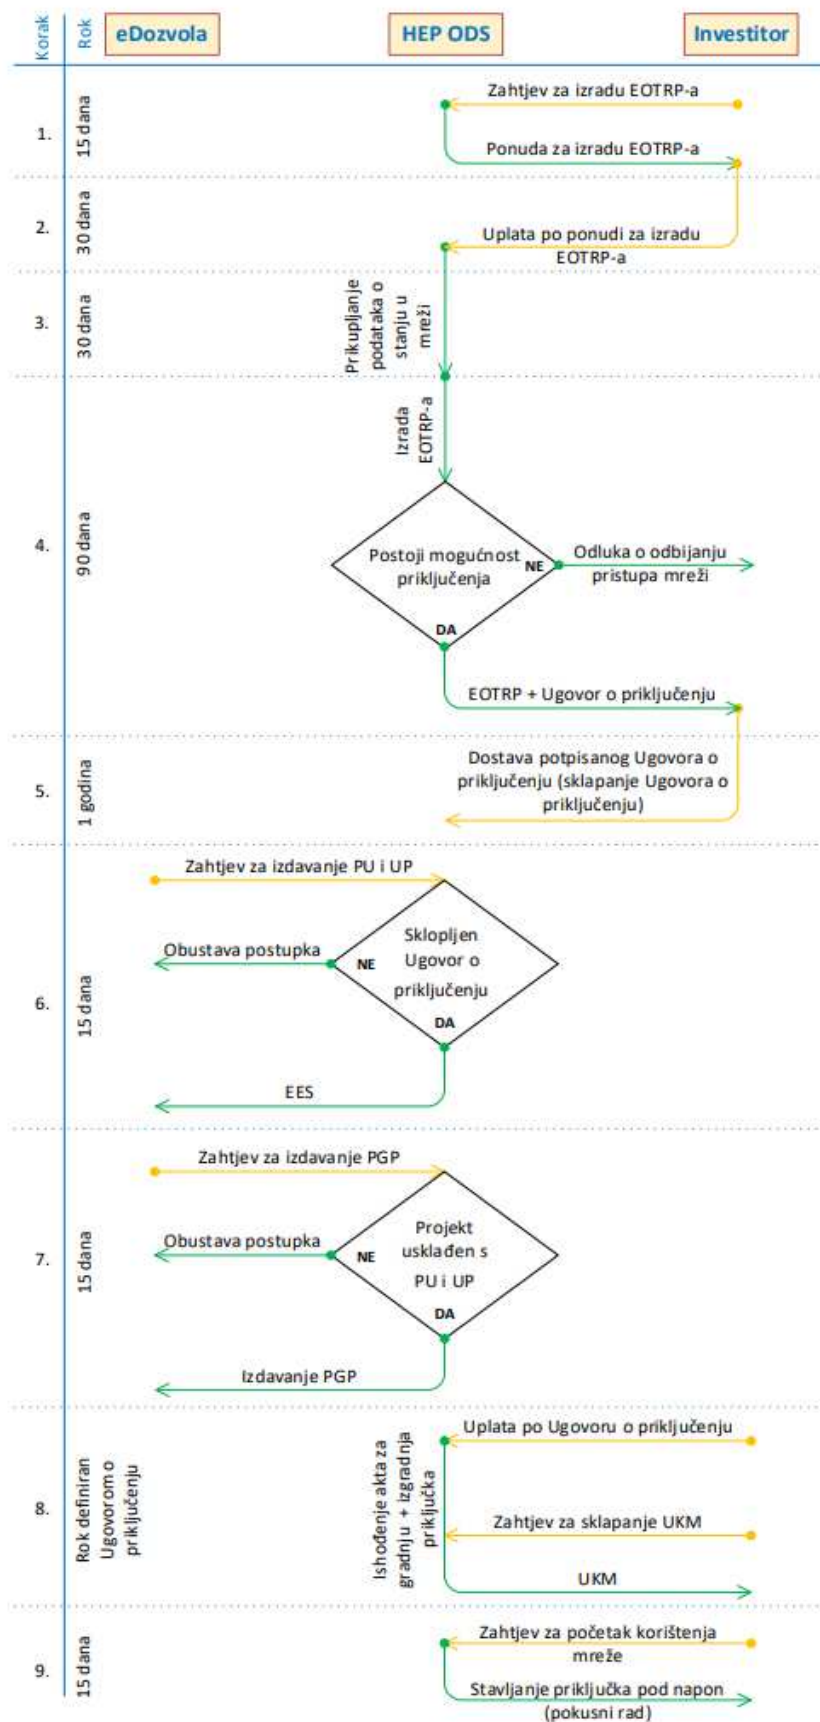 Korak
Rok
eDozvola
HEP ODS
Investitor
1.
15 dana
Zahtjev za izradu EOTRP-a
Ponuda za izradu EOTRP-a
2.
30 dana
Uplata po ponudi za izradu
EOTRP-a
3.
30 dana
Prikupljanje
podataka o
stanju u
mreži
4.
90 dana
Izrada
EOTRP-a
Postoji mogućnost
priključenja
NE
Odluka o odbijanju
pristupa mreži
DA
EOTRP + Ugovor o priključenju
5.
1 godina
Dostava potpisanog Ugovora o
priključenju (sklapanje Ugovora o
priključenju)
6.
15 dana
Zahtjev za izdavanje PU i UP
Sklopljen
Ugovor o
priključenju
Obustava postupka
NE
DA
EES
7.
15 dana
Zahtjev za izdavanje PGP
Projekt
usklađen s
PU i UP
Obustava postupka
NE
DA
Izdavanje PGP
8.
Rok definiran
Ugovorom o
priključenju
Ishođenje akta za
gradnju + izgradnja
priključka
Uplata po Ugovoru o priključenju
Zahtjev za sklapanje UKM
UKM
9.
15 dana
Zahtjev za početak korištenja
mreže
Stavljanje priključka pod napon
(pokusni rad)